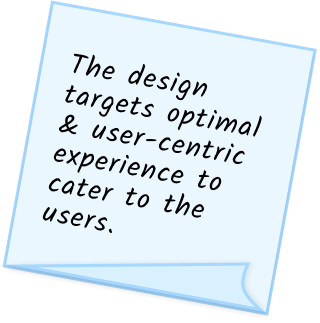 The design
targets optimal
& user-centric
experience to
cater to the
users.